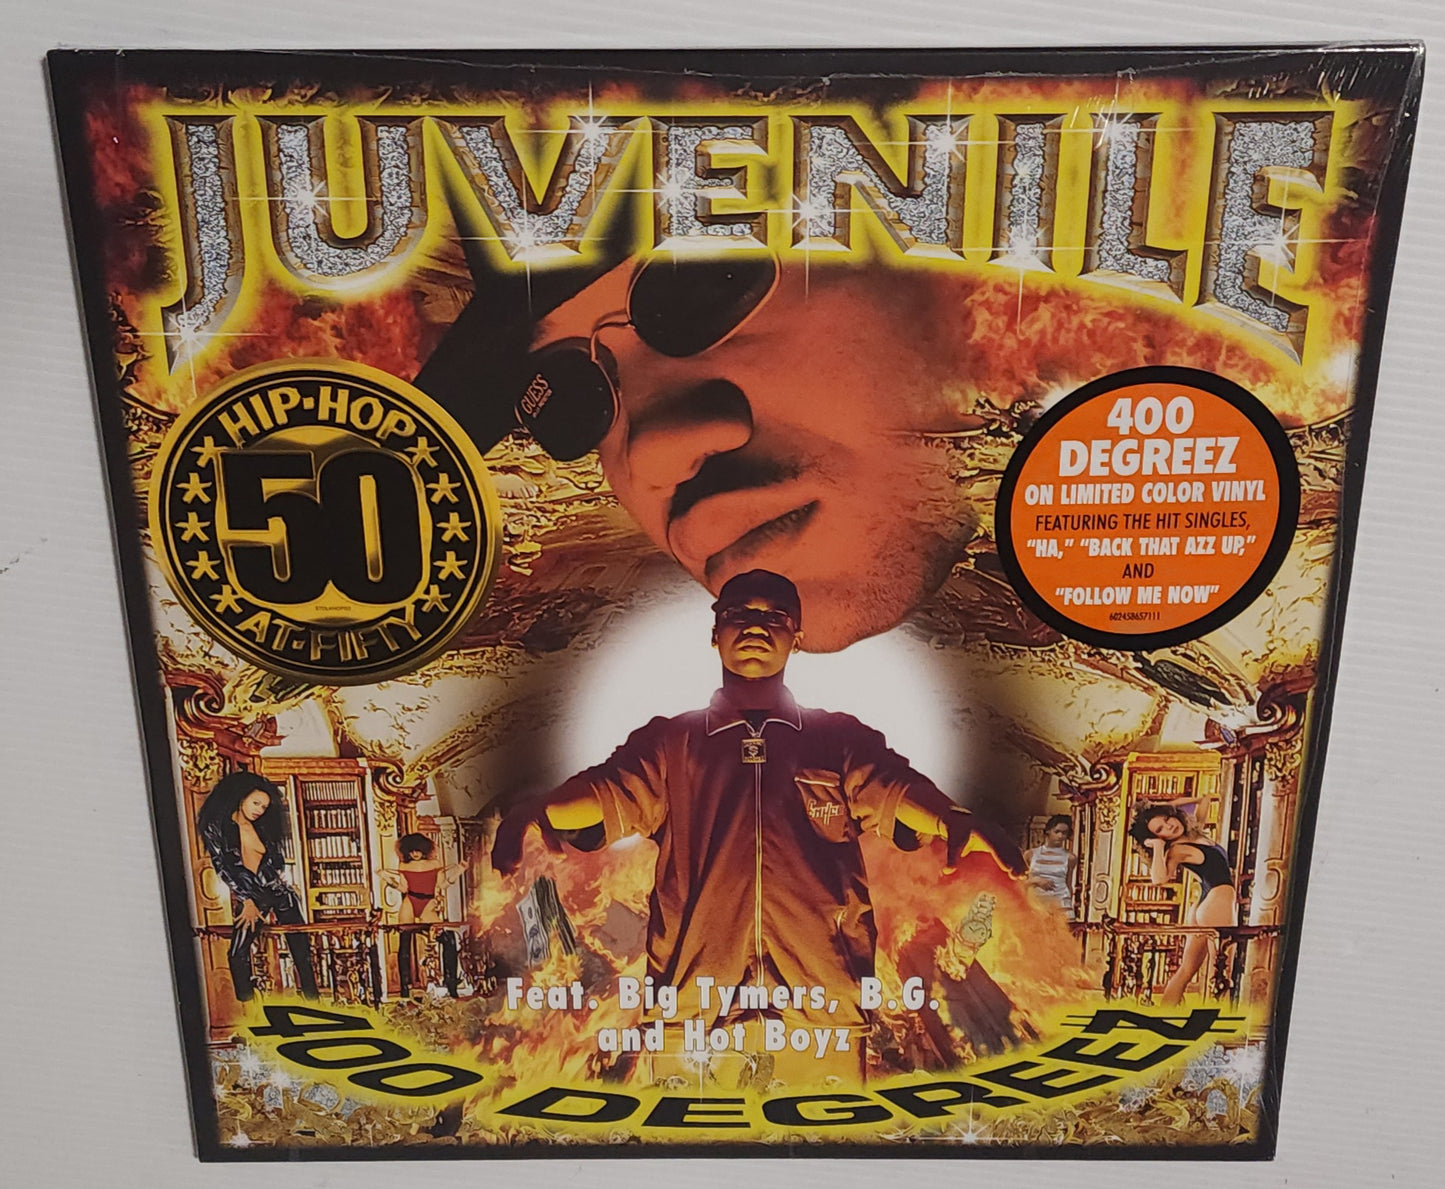 JUVENILE
GUESS
HIP-HOP
50
AT-FIFTY
400
DEGREEZ
ON LIMITED COLOR VINYL
FEATURING THE HIT SINGLES,
"HA," "BACK THAT AZZ UP,"
AND
"FOLLOW ME NOW"
602458657111
Feat. Big Tymers, B.G.
and Hot Boyz
400 DEGREEZ